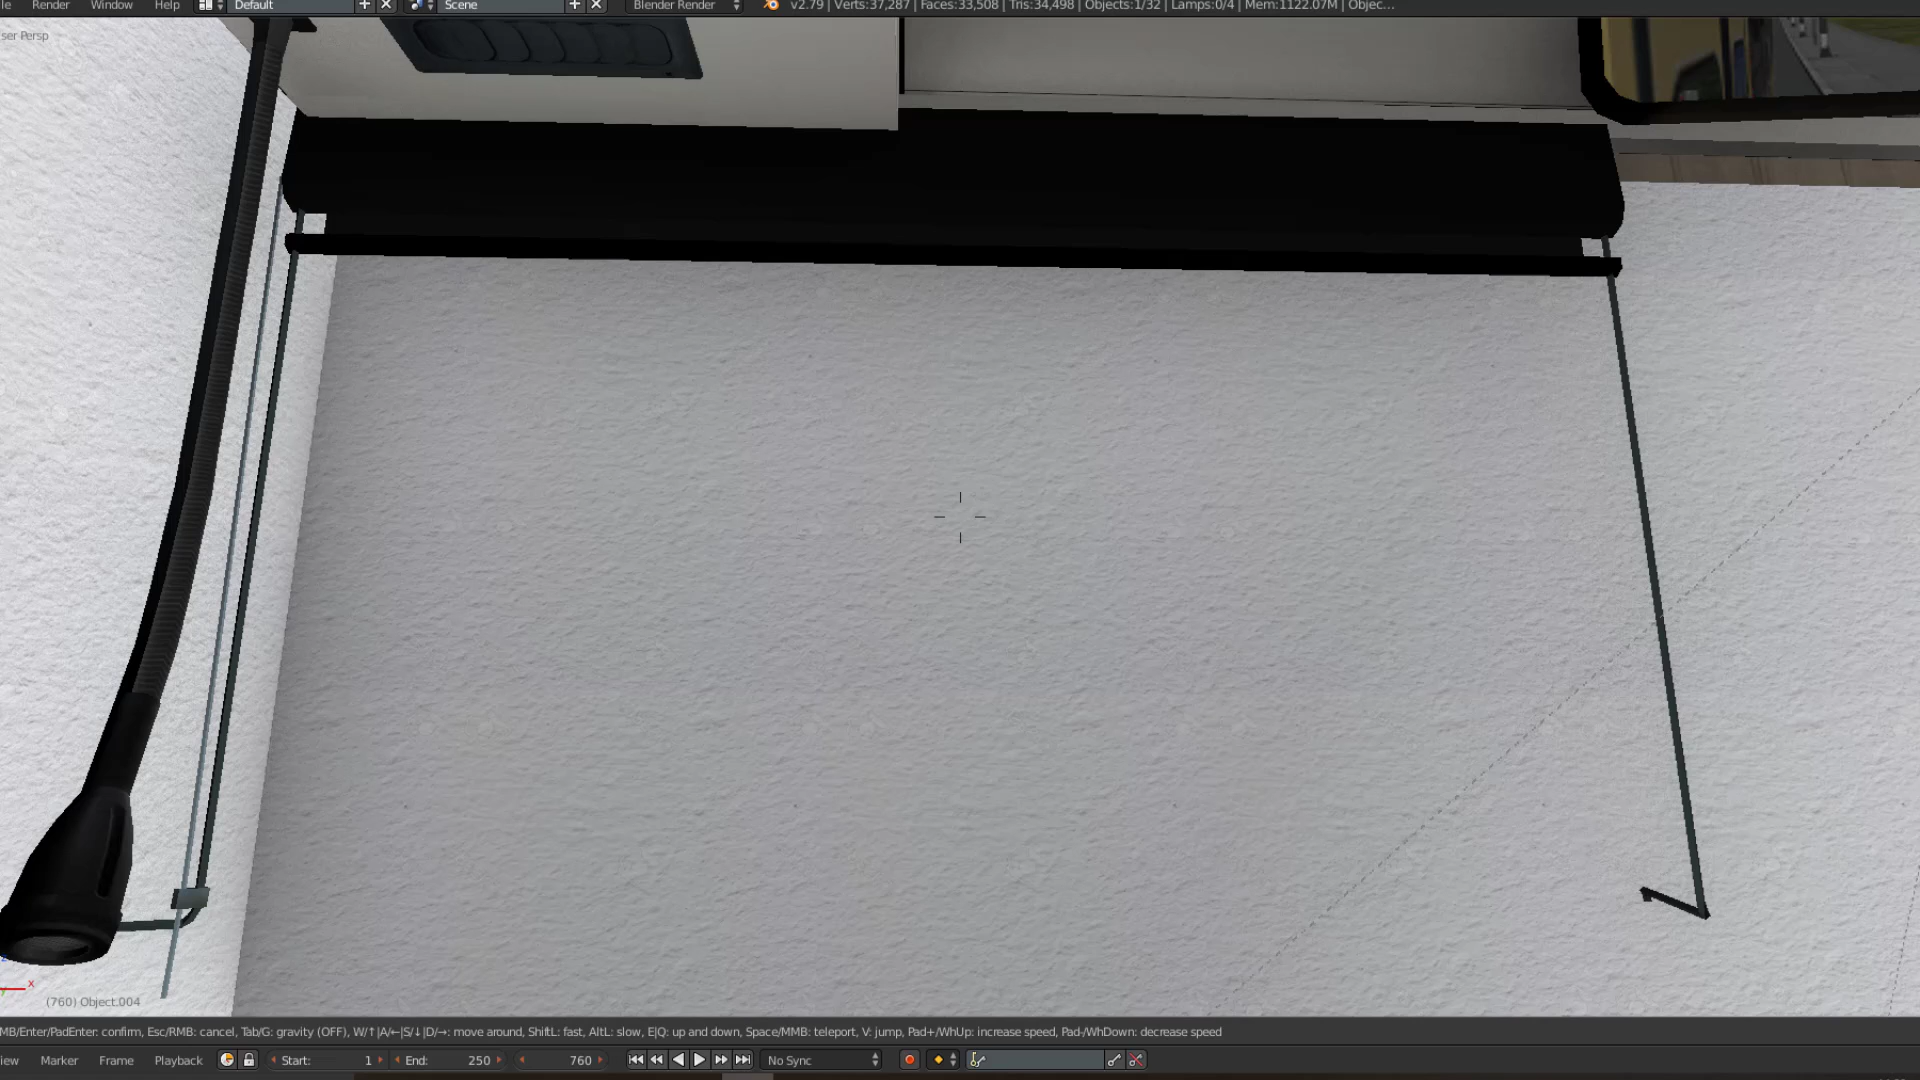 le Render Window Help Default Scene Blender Render v2.79 | Verts:37,287 | Faces:33,508 | Tris:34,498 | Objects:1/32 | Lamps:0/4 | Mem:1122.07M | Objec...
ser Persp
x
(760) Object.004
MB/Enter/PadEnter: confirm, Esc/RMB: cancel, Tab/G: gravity (OFF), W/↑|A/←|S/↓|D/→: move around, ShiftL: fast, AltL: slow, E|Q: up and down, Space/MMB: teleport, V: jump, Pad+/WhUp: increase speed, Pad-/WhDown: decrease speed
iew Marker Frame Playback Start: 1 End: 250 760 No Sync